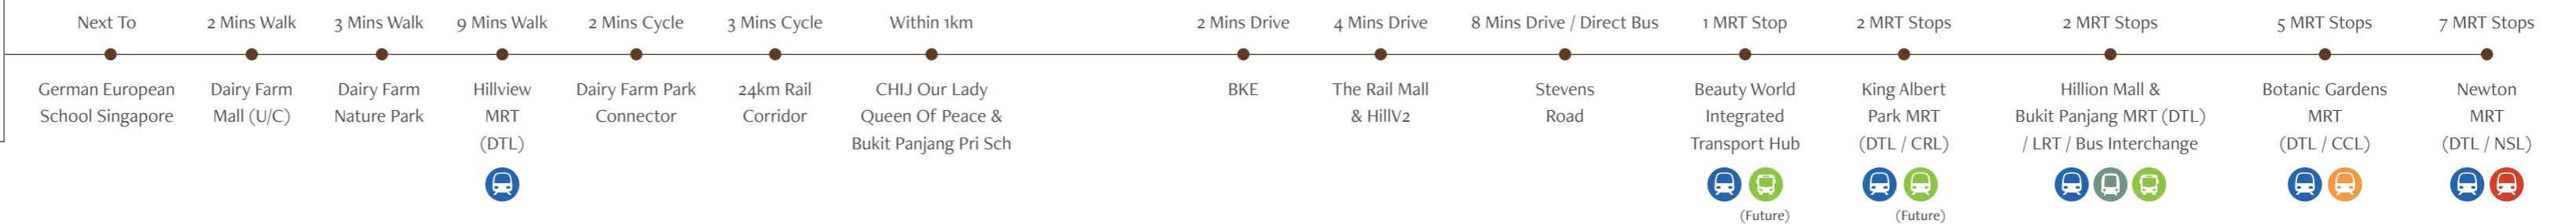 Next To
German European
School Singapore
2 Mins Walk
Dairy Farm
Mall (U/C)
3 Mins Walk
Dairy Farm
Nature Park
9 Mins Walk
Hillview
MRT
(DTL)
2 Mins Cycle
Dairy Farm Park
Connector
3 Mins Cycle
24km Rail
Corridor
Within 1km
CHIJ Our Lady
Queen Of Peace &
Bukit Panjang Pri Sch
2 Mins Drive
BKE
4 Mins Drive
The Rail Mall
& HillV2
8 Mins Drive / Direct Bus
Stevens
Road
1 MRT Stop
Beauty World
Integrated
Transport Hub
(Future)
2 MRT Stops
King Albert
Park MRT
(DTL / CRL)
(Future)
2 MRT Stops
Hillion Mall &
Bukit Panjang MRT (DTL)
/ LRT / Bus Interchange
5 MRT Stops
Botanic Gardens
MRT
(DTL / CCL)
7 MRT Stops
Newton
MRT
(DTL / NSL)